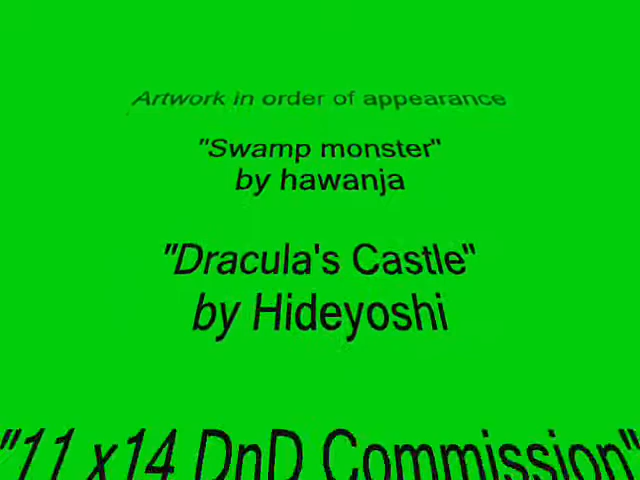 Artwork in order of appearance
"Swamp monster"
by hawanja
"Dracula's Castle"
by Hideyoshi
"11 x14 DnD Commission"